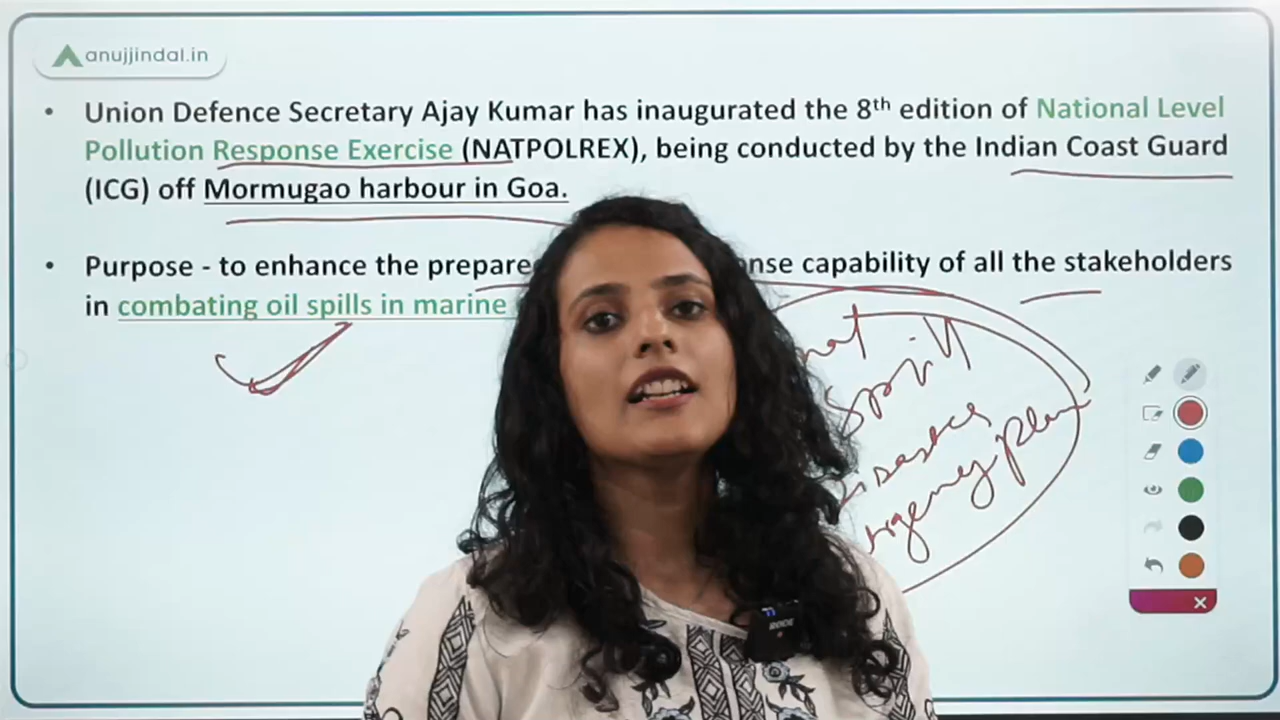 anujjindal.in
• Union Defence Secretary Ajay Kumar has inaugurated the 8th edition of National Level
Pollution Response Exercise (NATPOLREX), being conducted by the Indian Coast Guard
(ICG) off Mormugao harbour in Goa.
• Purpose - to enhance the nse capability of all the stakeholders
in combating oil spills in marine
spill
plan
RODE